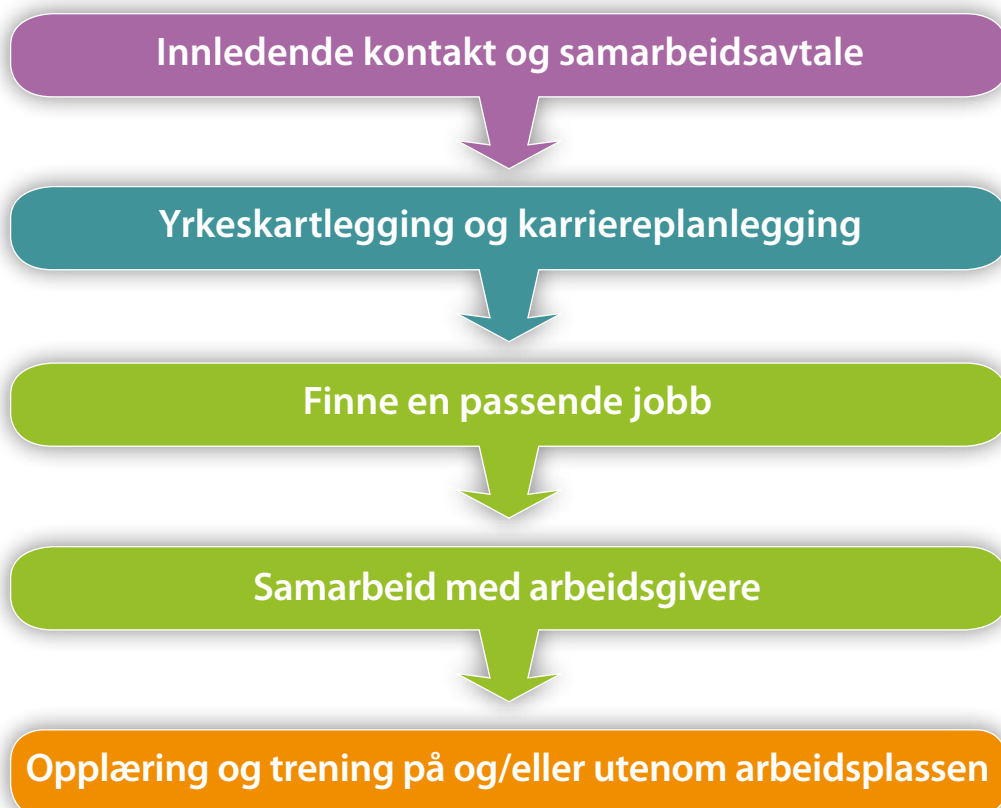 Innledende kontakt og samarbeidsavtale
Yrkeskartlegging og karriereplanlegging
Finne en passende jobb
Samarbeid med arbeidsgivere
Opplæring og trening på og/eller utenom arbeidsplassen